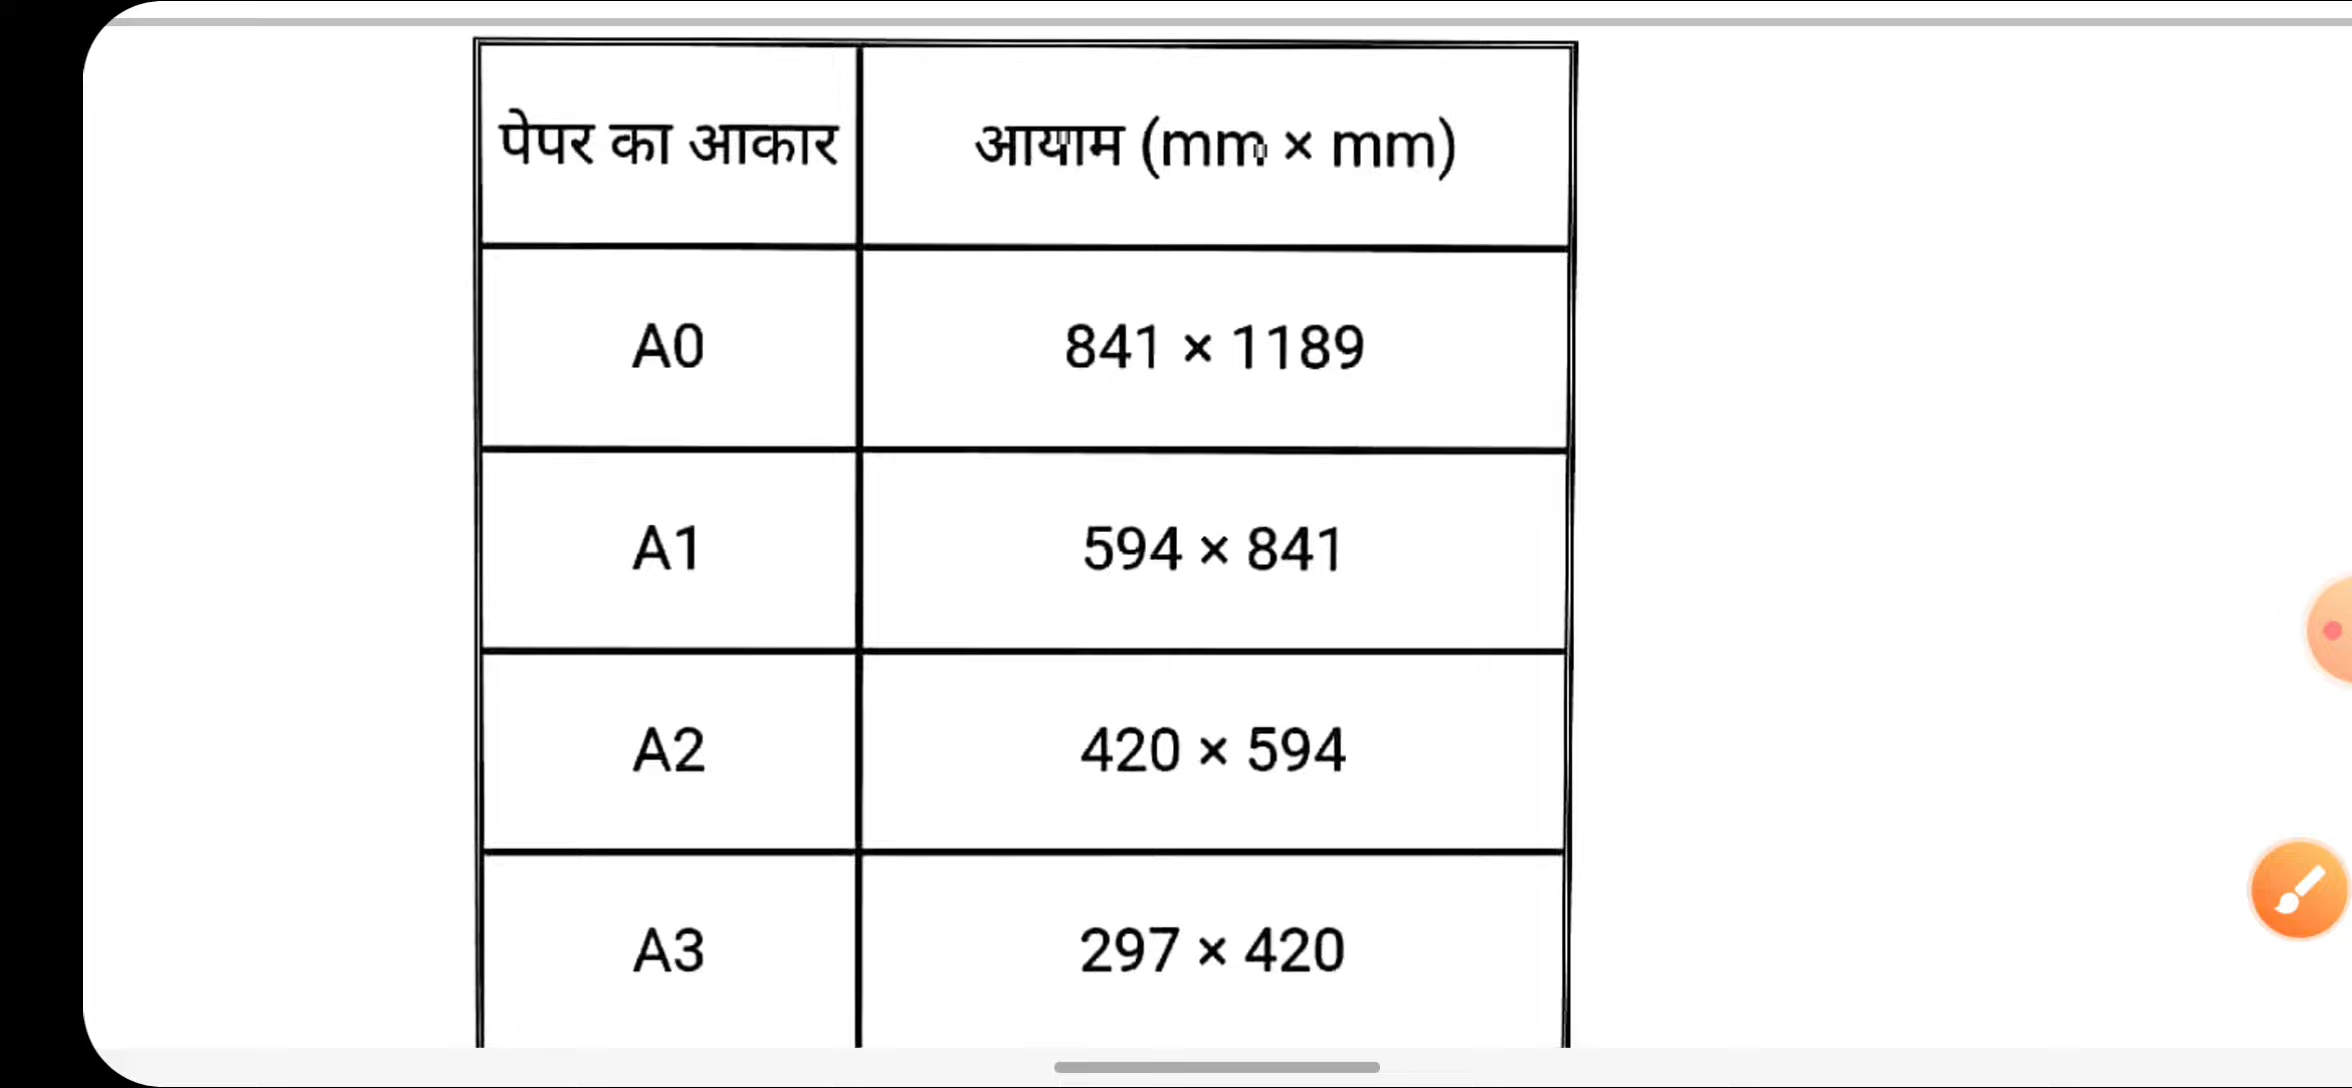 पेपर का आकार आयाम (mm × mm)
A0 841 × 1189
A1 594 × 841
A2 420 × 594
A3 297 × 420